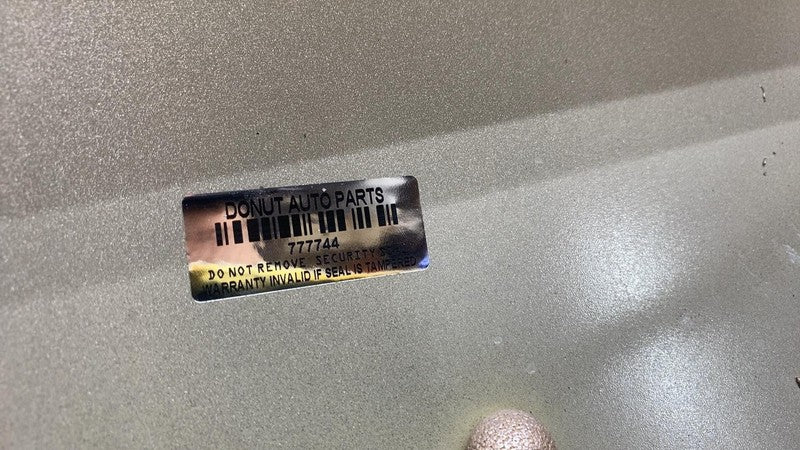 DONUT AUTO PARTS
777744
DO NOT REMOVE SECURITY
WARRANTY INVALID IF SEAL IS TAMPERED